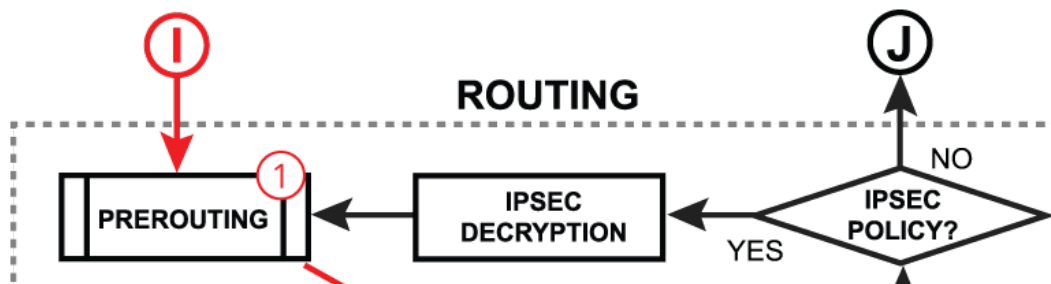 I
J
ROUTING
1
NO
PREROUTING
IPSEC
DECRYPTION
IPSEC
POLICY?
YES